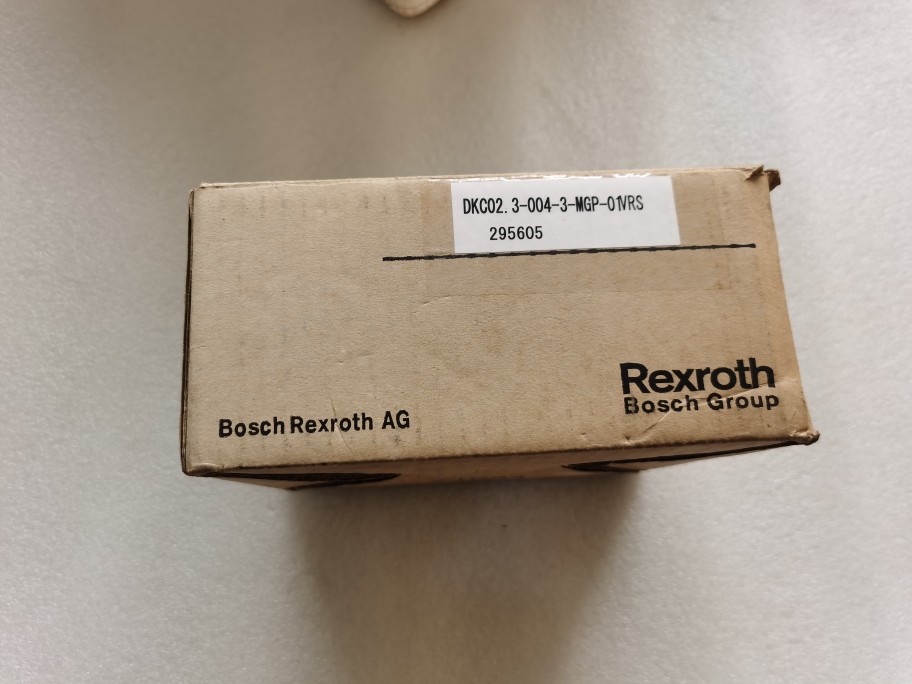 DKC02.3-004-3-MGP-01VRS
295605
Rexroth
Bosch Group
Bosch Rexroth AG